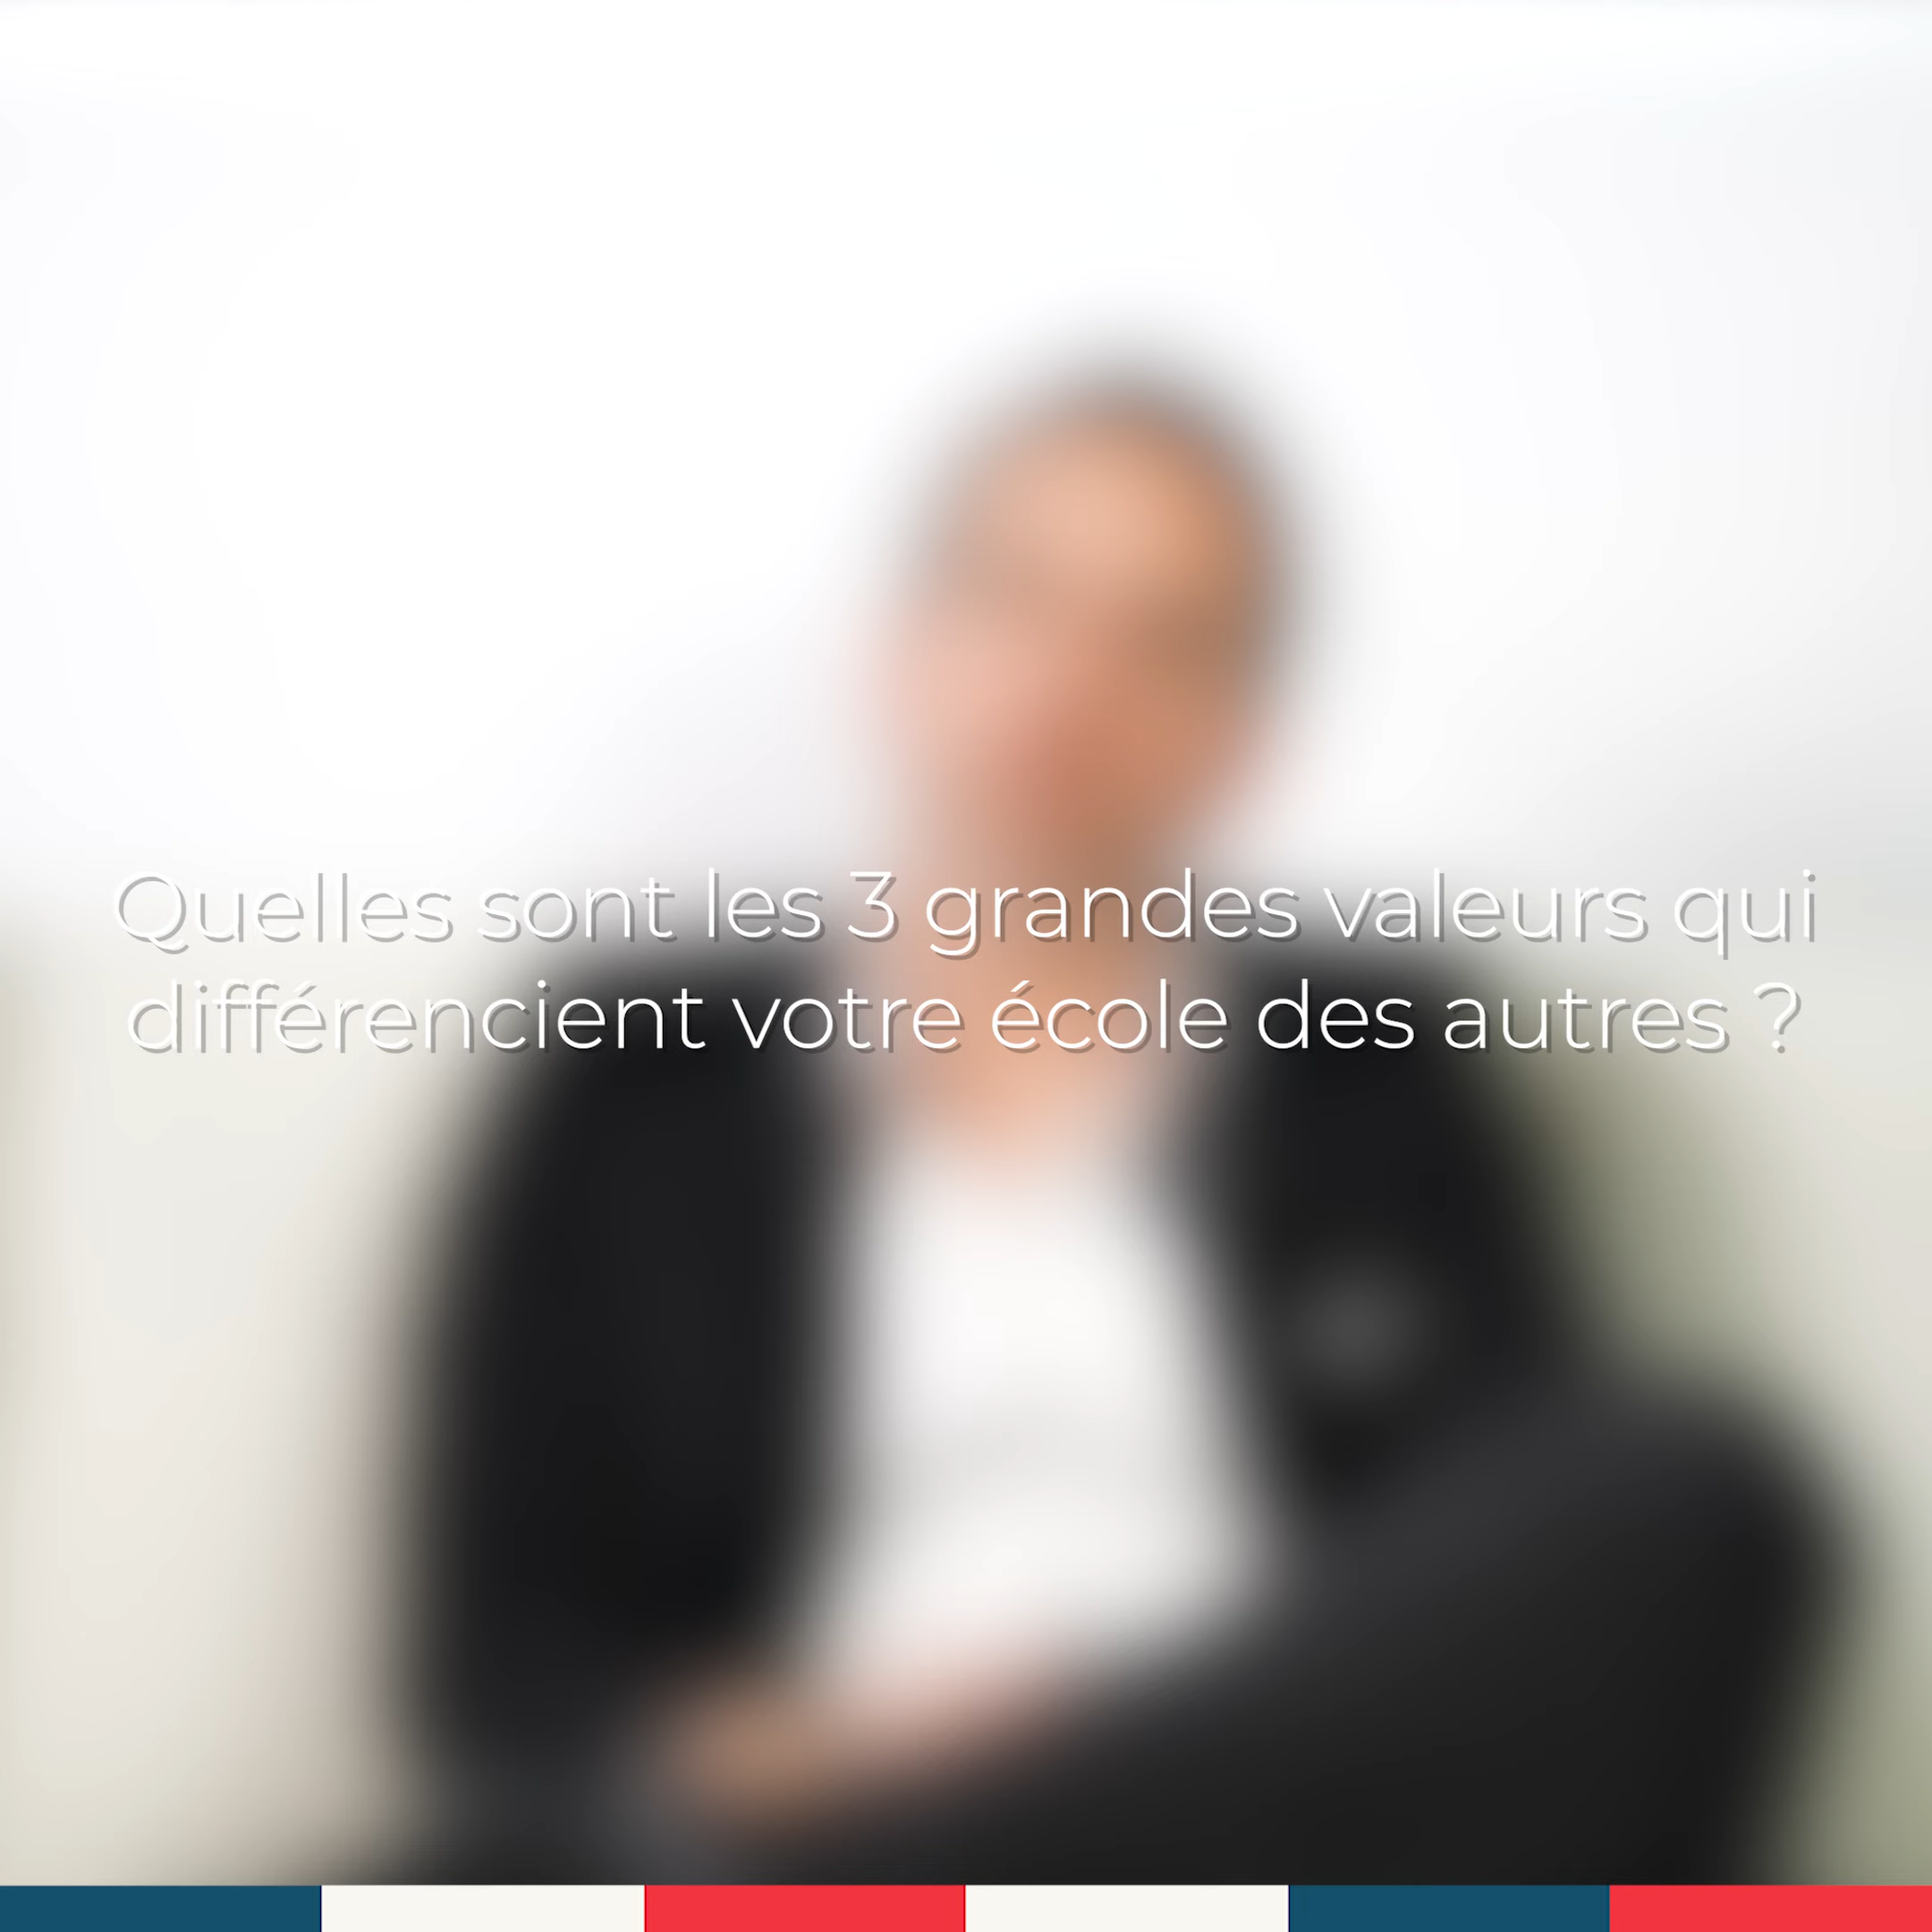 Quelles sont les 3 grandes valeurs qui
différencient votre école des autres ?